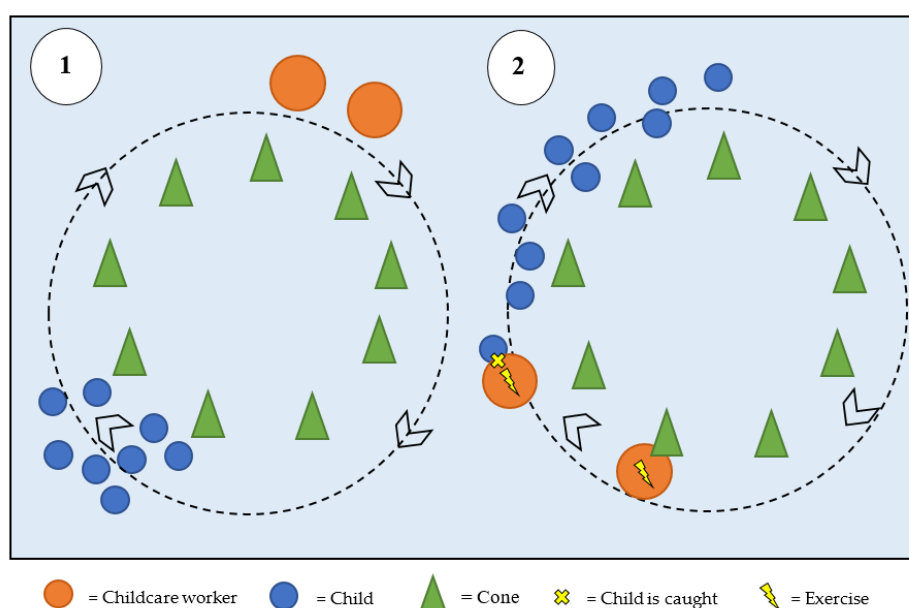 1
2
= Childcare worker = Child = Cone = Child is caught = Exercise